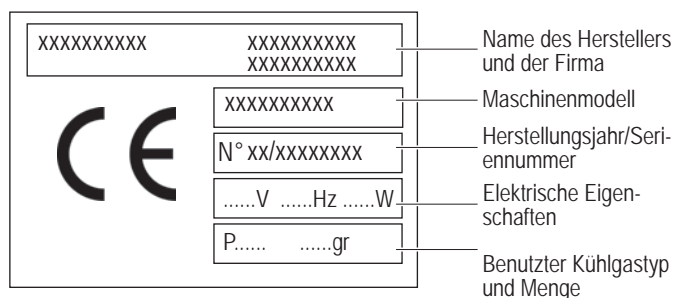 xxxxxxxxxx xxxxxxxxxx
xxxxxxxxxx
Name des Herstellers
und der Firma
xxxxxxxxxx
Maschinenmodell
CE
N° xx/xxxxxxxx
Herstellungsjahr/Seri-
ennummer
......V ......Hz ......W
Elektrische Eigen-
schaften
P...... ......gr
Benutzter Kühlgastyp
und Menge